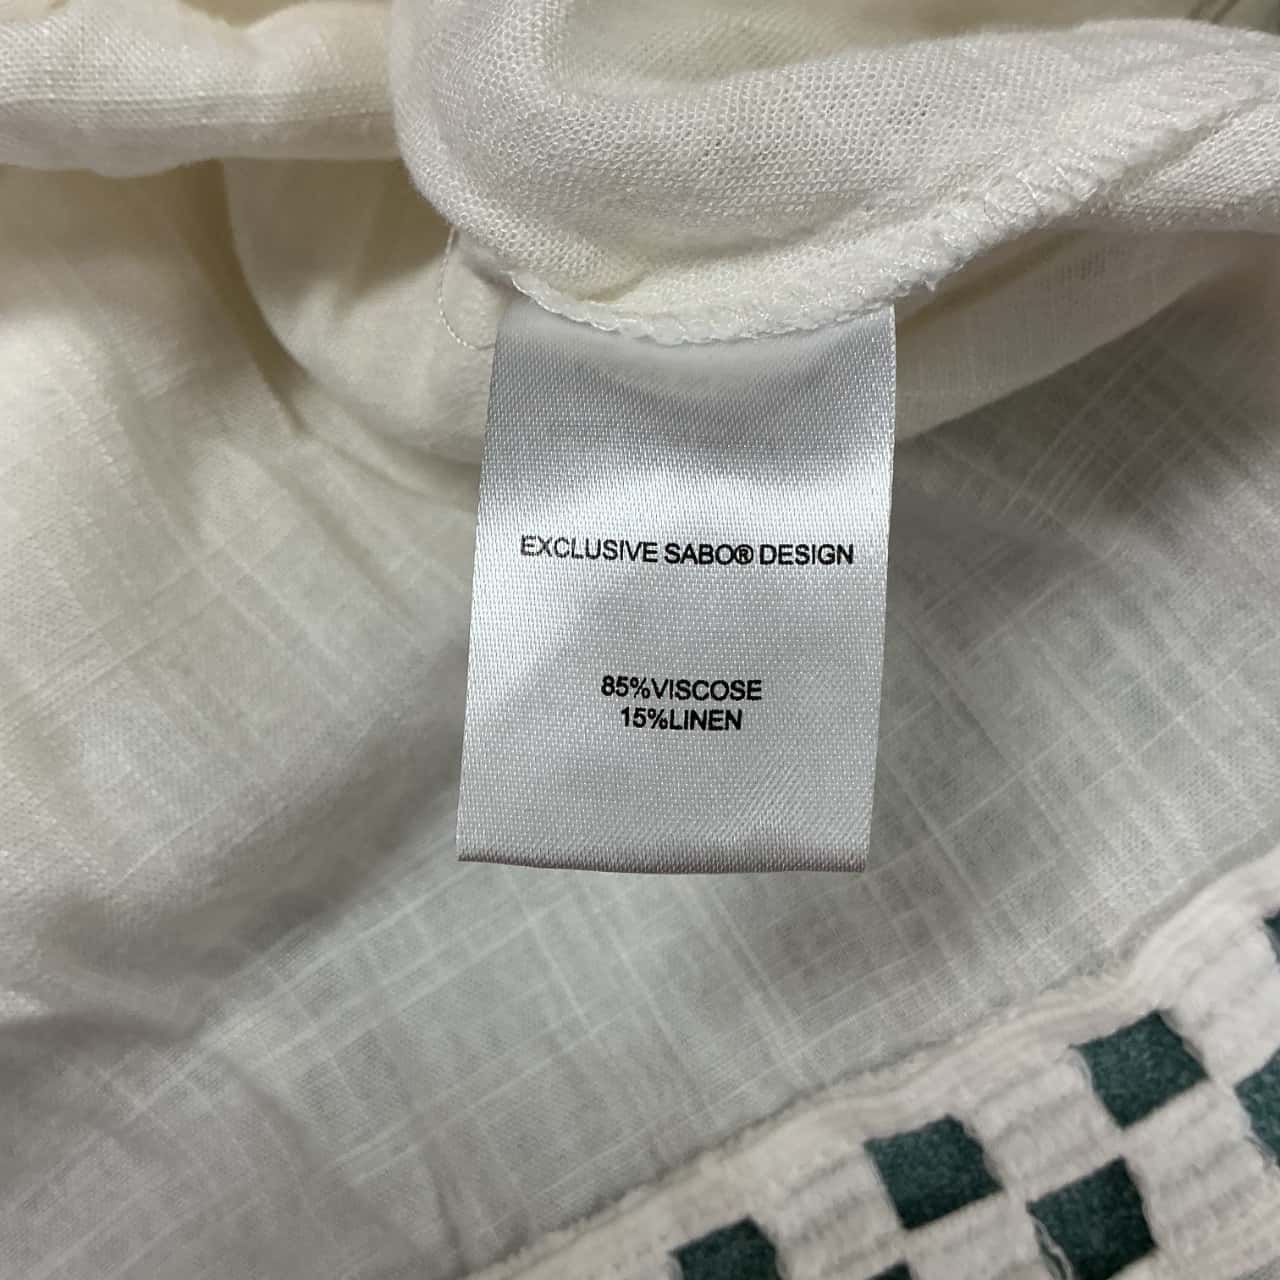 EXCLUSIVE SABO® DESIGN
85%VISCOSE
15%LINEN